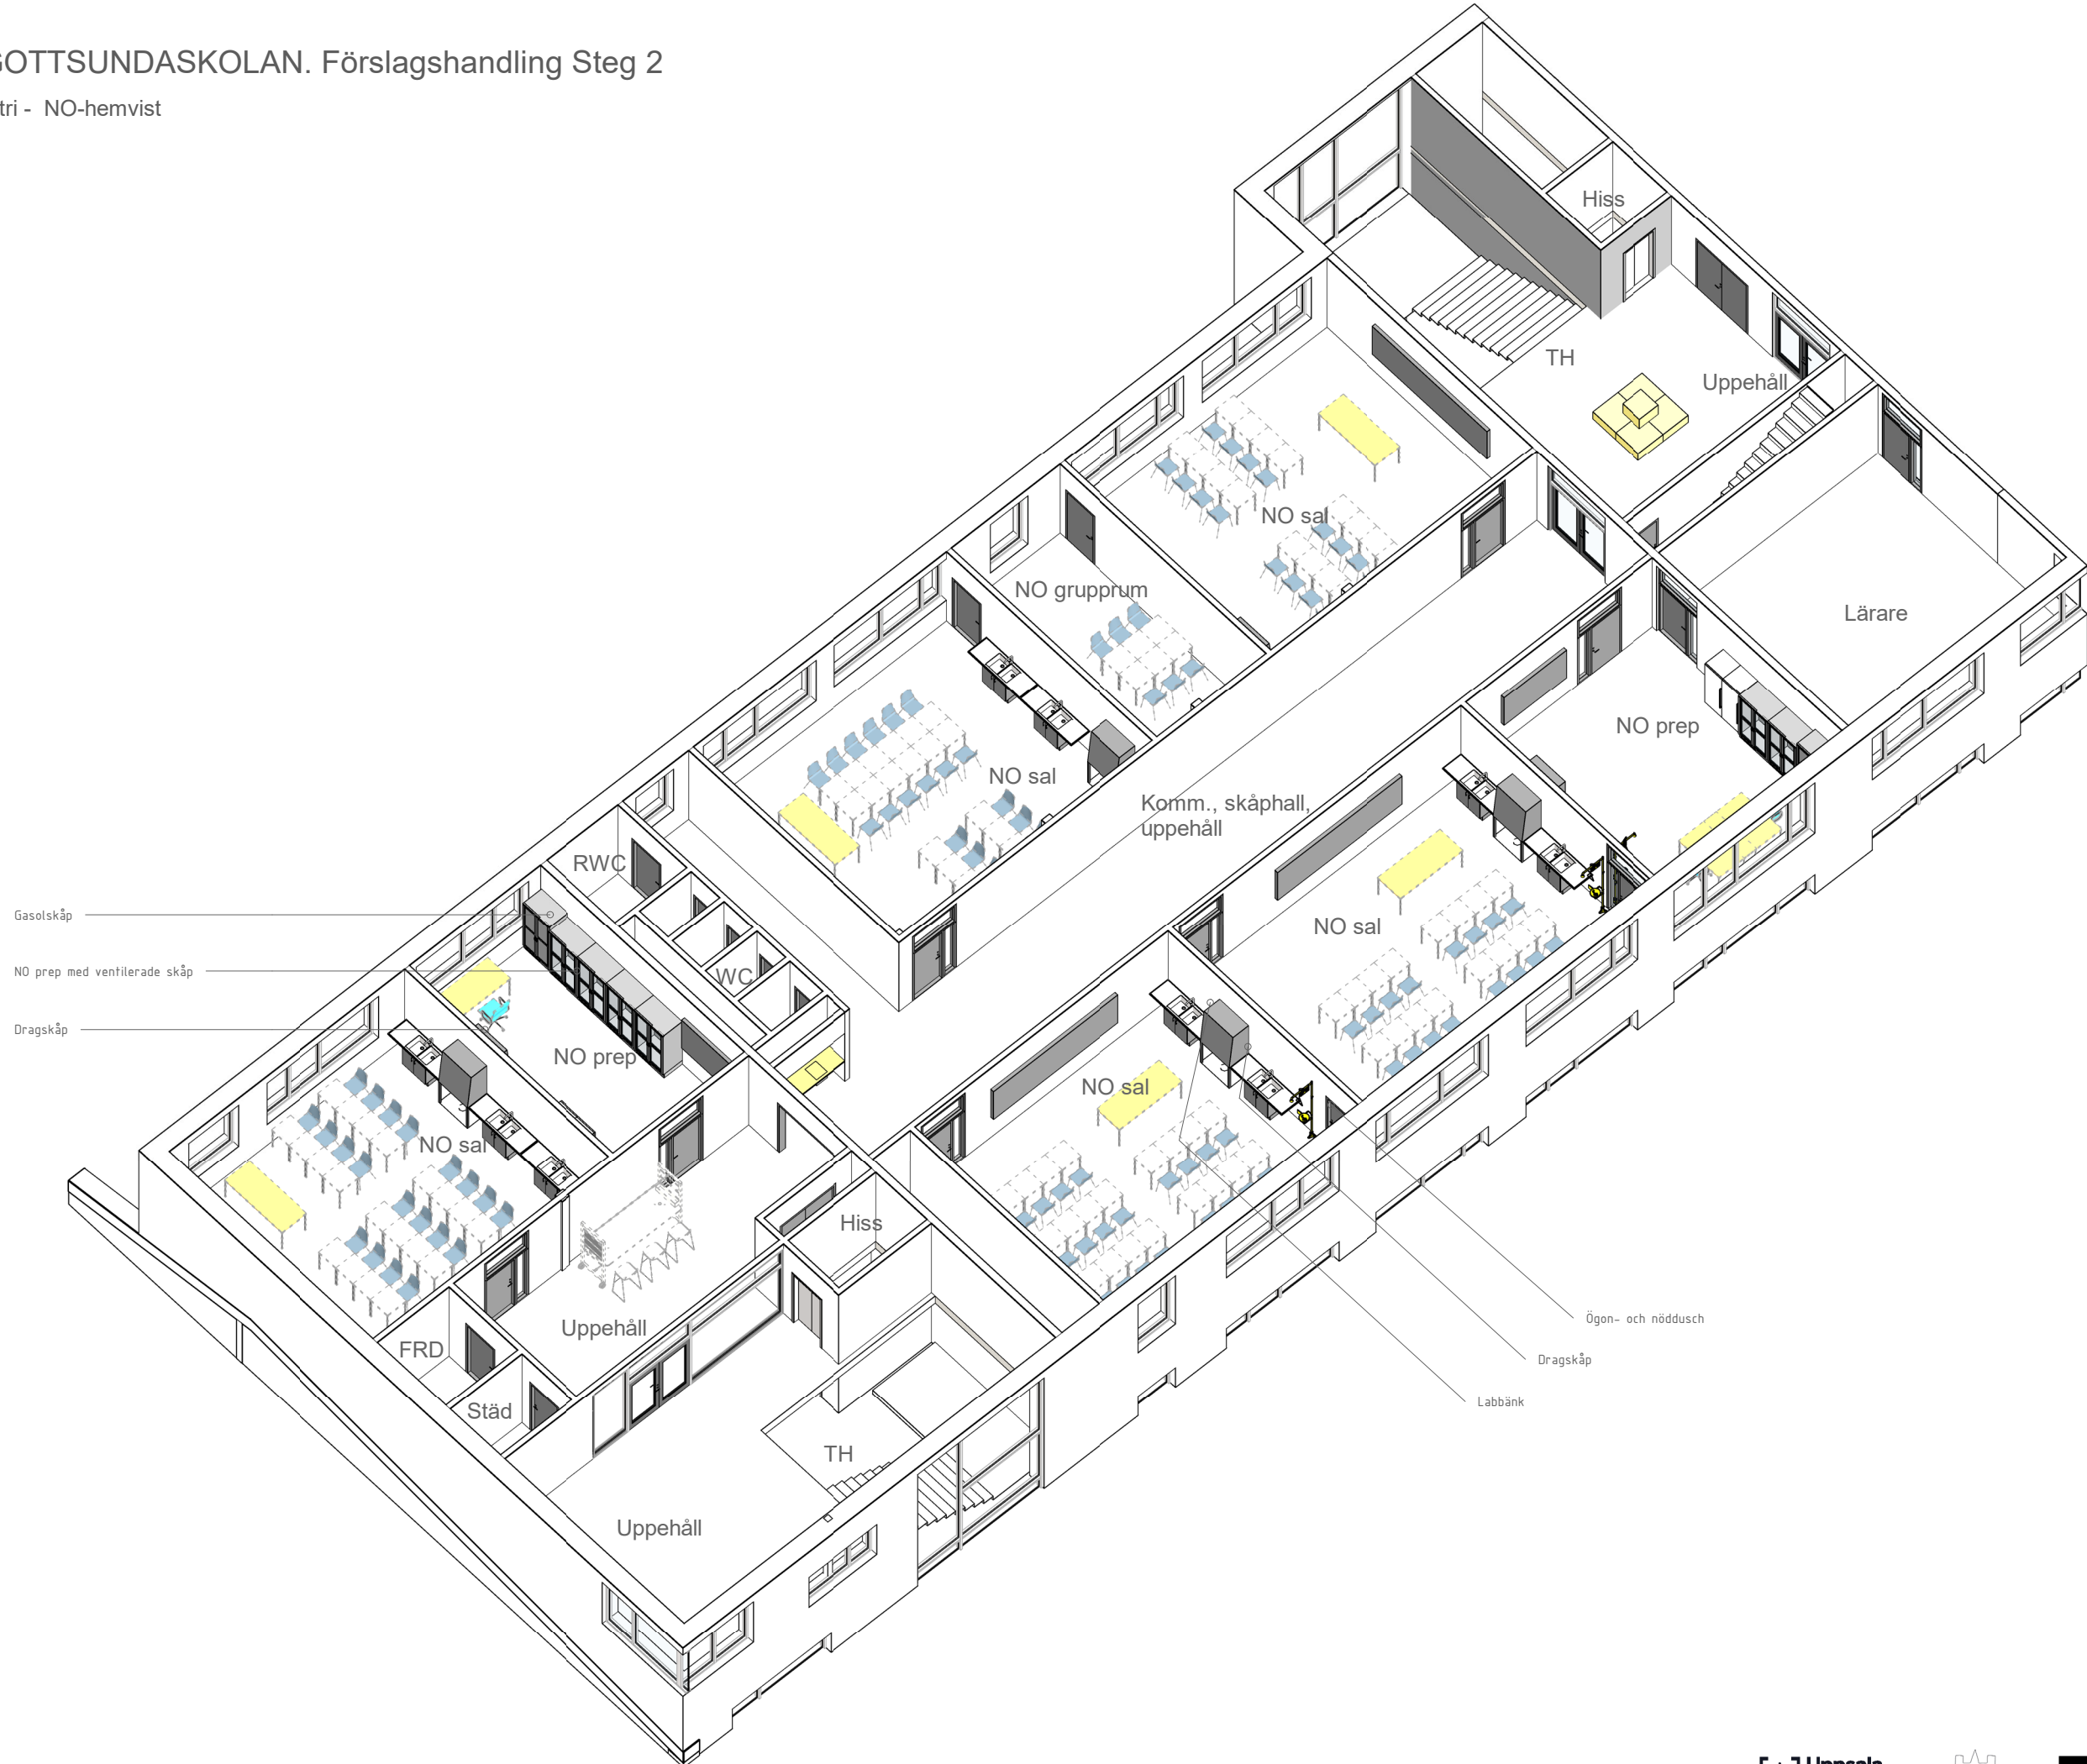 GOTTSUNDASKOLAN. Förslagshandling Steg 2
tri - NO-hemvist
Hiss
TH
Uppehåll
NO sal
NO grupprum
Lärare
NO prep
NO sal
Komm., skåphall,
uppehåll
RWC
Gasolskåp
NO sal
NO prep med ventilerade skåp
WC
Dragskåp
NO prep
NO sal
NO sal
Hiss
Uppehåll
Ögon- och nöddusch
FRD
Dragskåp
Städ
Labbänk
TH
Uppehåll
Uppsala